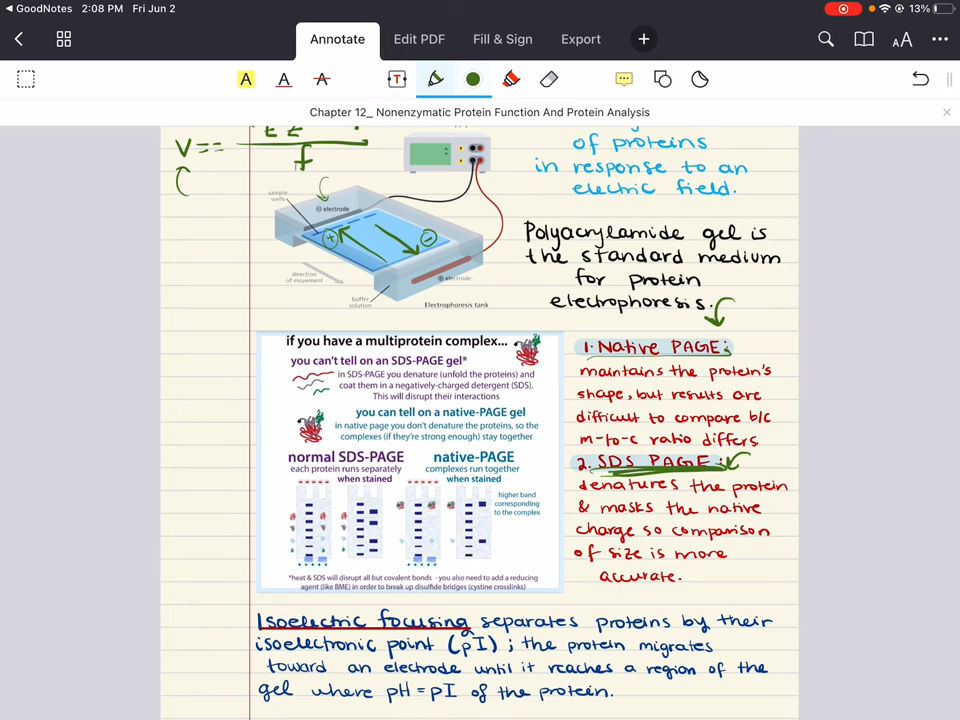 GoodNotes 2:08 PM Fri Jun 2 13%
Annotate Edit PDF Fill & Sign Export
AA
A A A T
Chapter 12_ Nonenzymatic Protein Function And Protein Analysis
V ==
f
of proteins
in response to an
electric field.
sample
wells
⊖ electrode
+
−
direction
of movement
⊕ electrode
buffer
solution
Electrophoresis tank
Polyacrylamide gel is
the standard medium
for protein
electrophoresis.
if you have a multiprotein complex...
you can't tell on an SDS-PAGE gel*
in SDS-PAGE you denature (unfold the proteins) and
coat them in a negatively-charged detergent (SDS).
This will disrupt their interactions
you can tell on a native-PAGE gel
in native page you don't denature the proteins, so the
complexes (if they're strong enough) stay together
normal SDS-PAGE
each protein runs separately
when stained
native-PAGE
complexes run together
when stained
higher band
corresponding
to the complex
*heat & SDS will disrupt all but covalent bonds - you also need to add a reducing
agent (like BME) in order to break up disulfide bridges (cystine crosslinks)
1. Native PAGE:
maintains the protein's
shape, but results are
difficult to compare b/c
m-to-c ratio differs
2. SDS PAGE:
denatures the protein
& masks the native
charge so comparison
of size is more
accurate.
Isoelectric focusing separates proteins by their
isoelectronic point (pI); the protein migrates
toward an electrode until it reaches a region of the
gel where pH = pI of the protein.